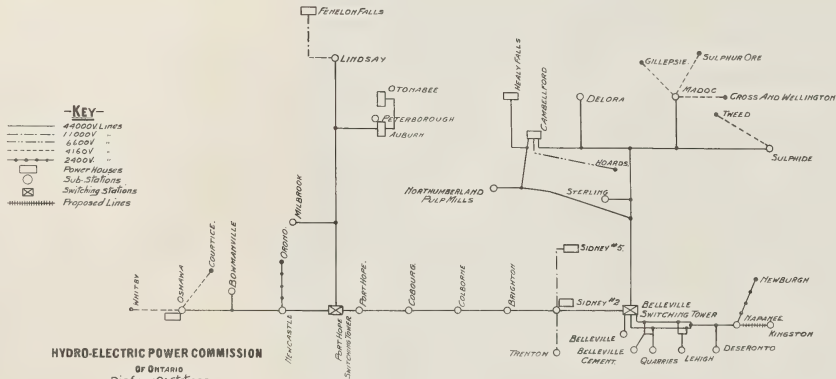 FENELON FALLS
LINDSAY
OTONABEE
PETERBOROUGH
AUBURN
HEALY FALLS
CAMBELLFORD
DELORA
GILLEPSIE.
SULPHUR ORE
MADOC
CROSS AND WELLINGTON
TWEED
SULPHIDE
HOARDS.
NORTHUMBERLAND
PULP MILLS
STERLING
-KEY-
44000V. Lines
11000V "
6600V "
4160V "
2400V. "
Power Houses
Sub-Stations
Switching Stations
Proposed Lines
MILBROOK
ORONO.
WHITBY
OSHAWA
COURTICE.
BOWMANVILLE
NEWCASTLE
PORT HOPE
SWITCHING TOWER
PORT HOPE.
COBOURG.
COLBORNE
BRIGHTON
SIDNEY #5.
SIDNEY #2
TRENTON
BELLEVILLE
SWITCHING TOWER
BELLEVILLE
BELLEVILLE
CEMENT.
QUARRIES
LEHIGH
DESERONTO
NEWBURGH
NAPANEE
KINGSTON
HYDRO-ELECTRIC POWER COMMISSION
OF ONTARIO